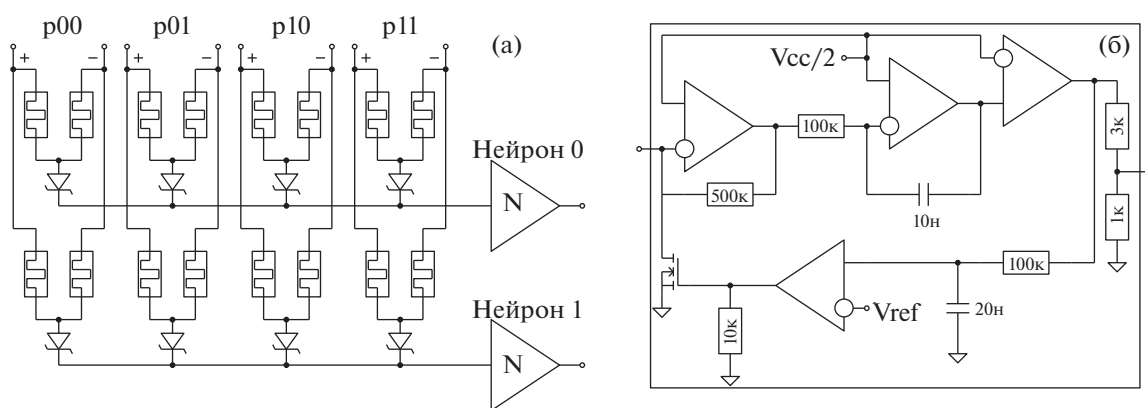 p00 p01 p10 p11 (а)
+ − + − + − + −
Нейрон 0
N
Нейрон 1
N
(б)
Vcc/2
100к
3к
500к
10н
1к
100к
10к
Vref
20н